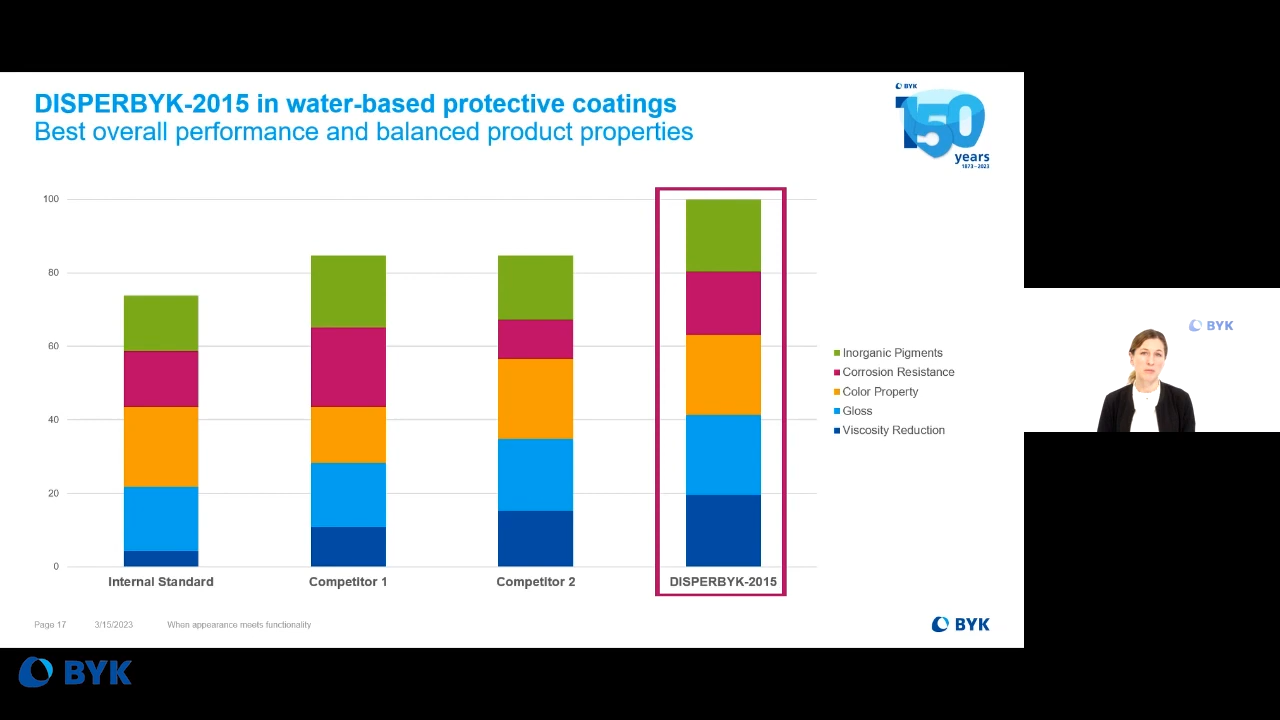 DISPERBYK-2015 in water-based protective coatings
Best overall performance and balanced product properties
BYK
150
years
1873–2023
100
80
60
40
20
0
Internal Standard
Competitor 1
Competitor 2
DISPERBYK-2015
Inorganic Pigments
Corrosion Resistance
Color Property
Gloss
Viscosity Reduction
BYK
Page 17
3/15/2023
When appearance meets functionality
BYK
BYK